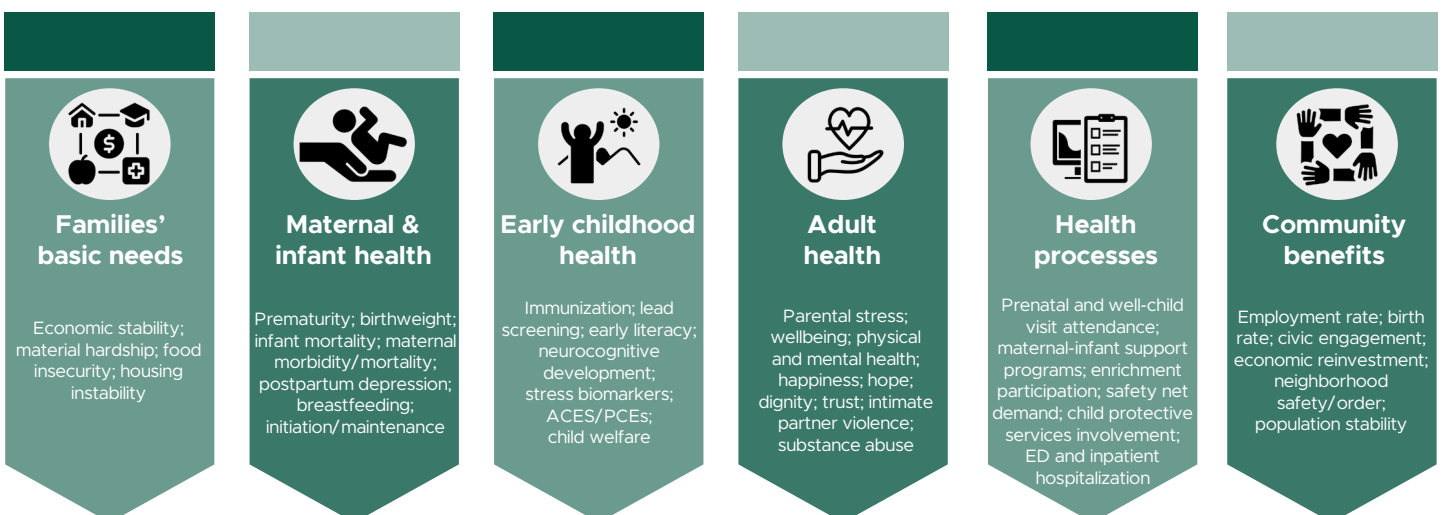 Families'
basic needs
Economic stability;
material hardship; food
insecurity; housing
instability
Maternal &
infant health
Prematurity; birthweight;
infant mortality; maternal
morbidity/mortality;
postpartum depression;
breastfeeding;
initiation/maintenance
Early childhood
health
Immunization; lead
screening; early literacy;
neurocognitive
development;
stress biomarkers;
ACES/PCEs;
child welfare
Adult
health
Parental stress;
wellbeing; physical
and mental health;
happiness; hope;
dignity; trust; intimate
partner violence;
substance abuse
Health
processes
Prenatal and well-child
visit attendance;
maternal-infant support
programs; enrichment
participation; safety net
demand; child protective
services involvement;
ED and inpatient
hospitalization
Community
benefits
Employment rate; birth
rate; civic engagement;
economic reinvestment;
neighborhood
safety/order;
population stability